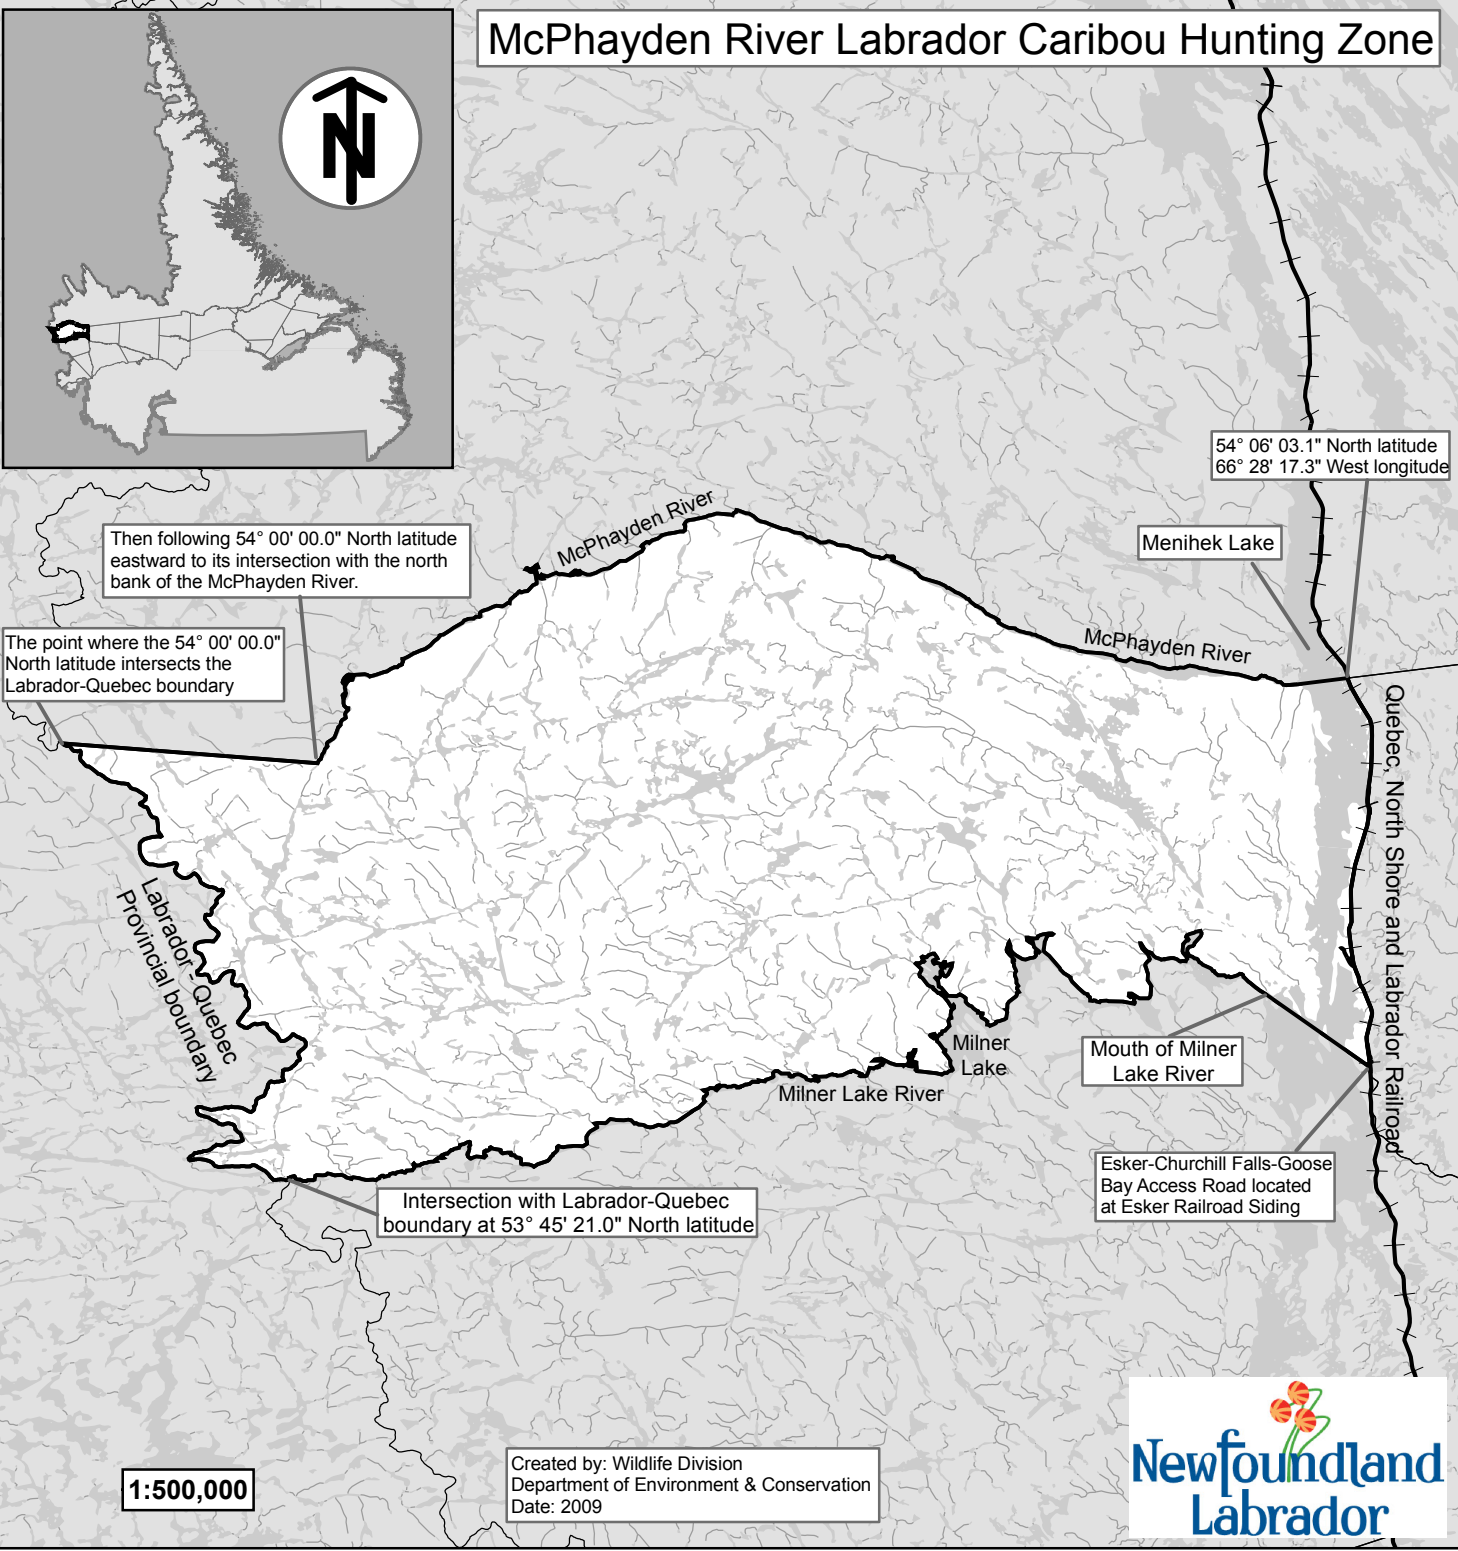 McPhayden River Labrador Caribou Hunting Zone
N
54° 06' 03.1" North latitude
66° 28' 17.3" West longitude
McPhayden River
Then following 54° 00' 00.0" North latitude
eastward to its intersection with the north
bank of the McPhayden River.
Menihek Lake
The point where the 54° 00' 00.0"
North latitude intersects the
Labrador-Quebec boundary
McPhayden River
Quebec, North Shore and Labrador Railroad
Labrador - Quebec
Provincial boundary
Milner
Lake
Mouth of Milner
Lake River
Milner Lake River
Esker-Churchill Falls-Goose
Bay Access Road located
at Esker Railroad Siding
Intersection with Labrador-Quebec
boundary at 53° 45' 21.0" North latitude
1:500,000
Created by: Wildlife Division
Department of Environment & Conservation
Date: 2009
Newfoundland
Labrador